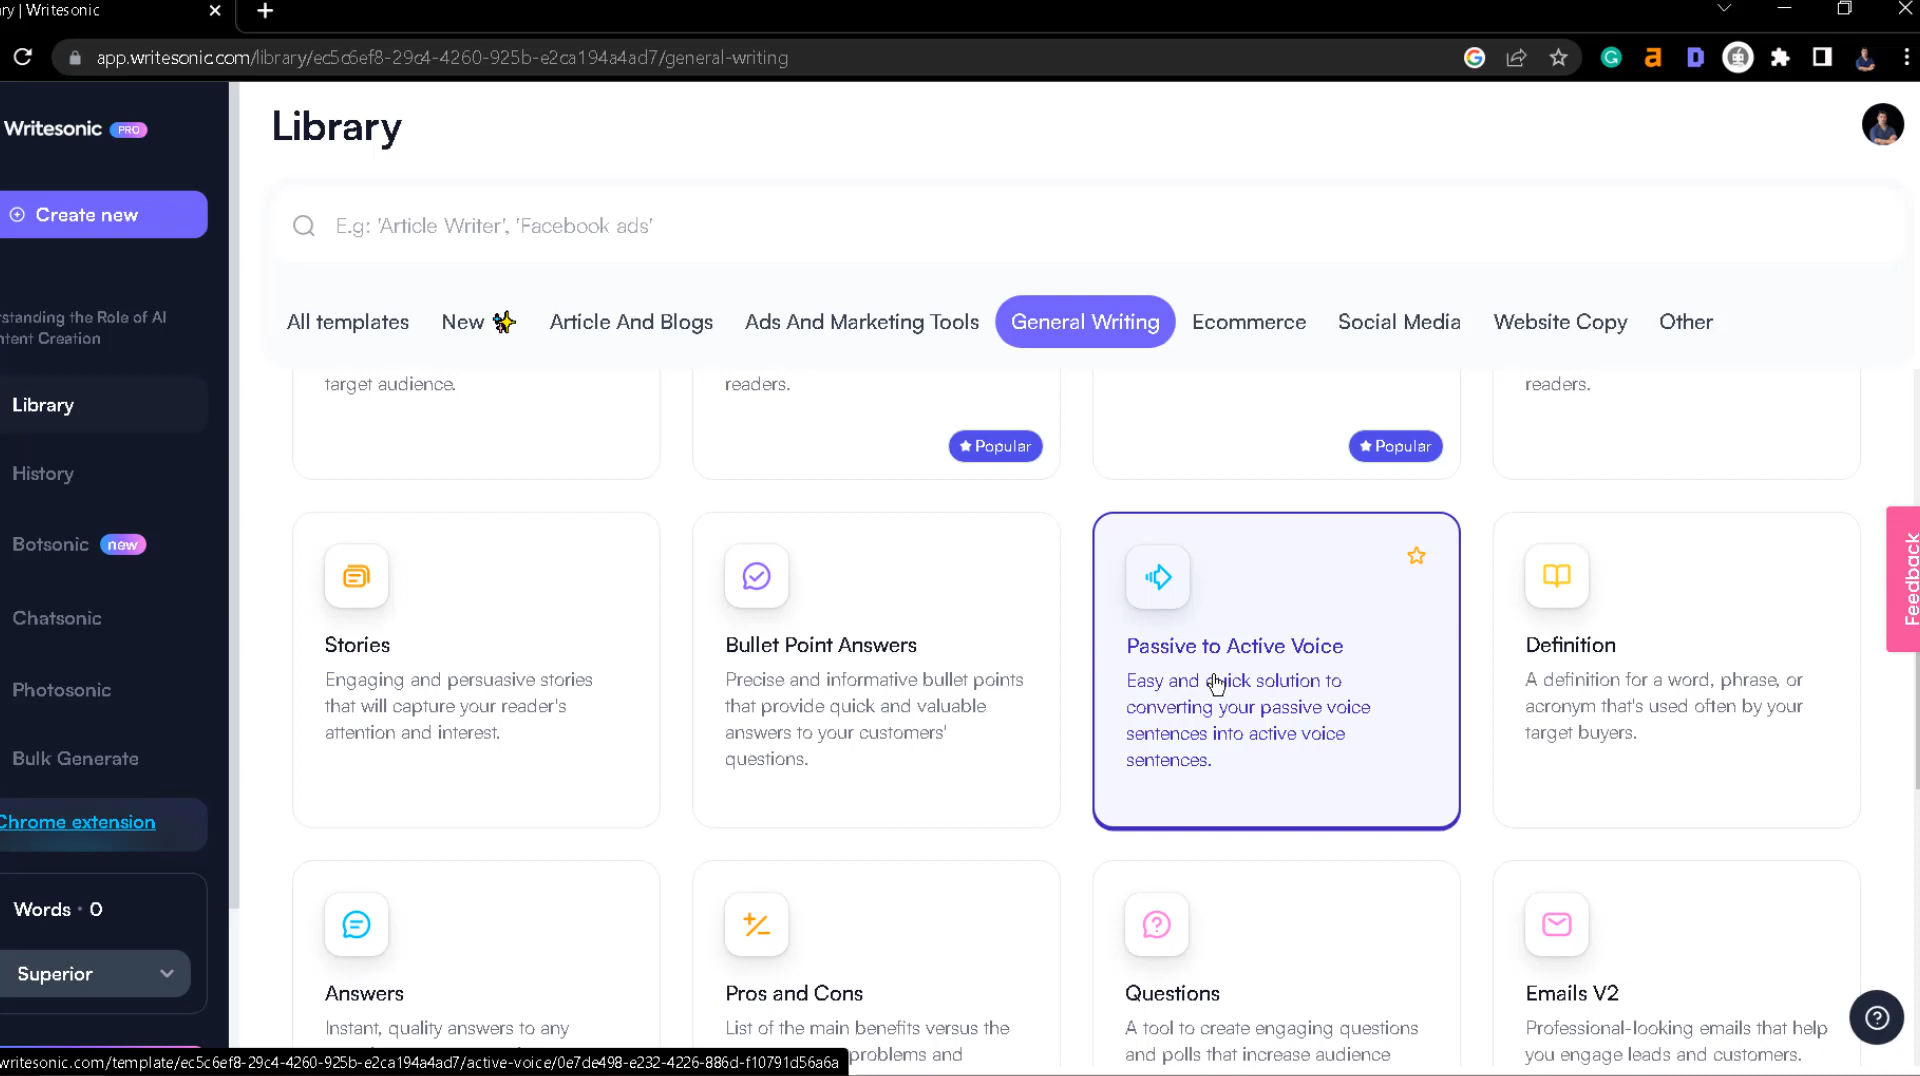 ry | Writesonic
app.writesonic.com/library/ec5c6ef8-29c4-4260-925b-e2ca194a4ad7/general-writing
Writesonic PRO
Create new
rstanding the Role of AI
ntent Creation
Library
History
Botsonic new
Chatsonic
Photosonic
Bulk Generate
Chrome extension
Words • 0
Superior
Library
E.g: 'Article Writer', 'Facebook ads'
All templates
New
Article And Blogs
Ads And Marketing Tools
General Writing
Ecommerce
Social Media
Website Copy
Other
target audience.
readers.
Popular
Popular
readers.
Stories
Engaging and persuasive stories
that will capture your reader's
attention and interest.
Bullet Point Answers
Precise and informative bullet points
that provide quick and valuable
answers to your customers'
questions.
Passive to Active Voice
Easy and quick solution to
converting your passive voice
sentences into active voice
sentences.
Definition
A definition for a word, phrase, or
acronym that's used often by your
target buyers.
Answers
Instant, quality answers to any
Pros and Cons
List of the main benefits versus the
problems and
Questions
A tool to create engaging questions
and polls that increase audience
Emails V2
Professional-looking emails that help
you engage leads and customers.
Feedback
writesonic.com/template/ec5c6ef8-29c4-4260-925b-e2ca194a4ad7/active-voice/0e7de498-e232-4226-886d-f10791d56a6a